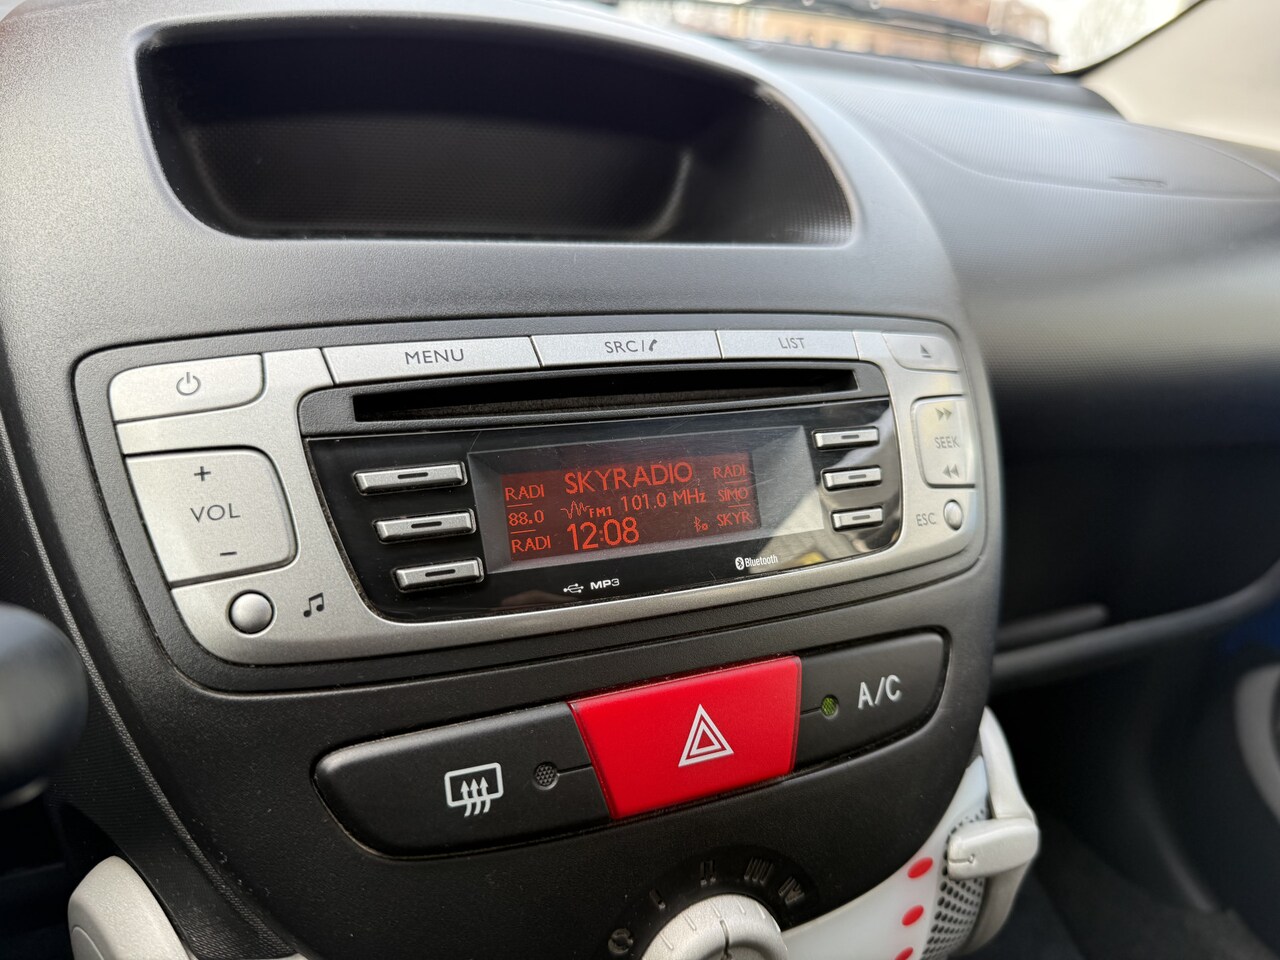 MENU
SRC/
LIST
+
VOL
−
SEEK
ESC
RADI SKYRADIO RADI
88.0 FM1 101.0 MHz SIMO
RADI 12:08 SKYR
MP3
Bluetooth
A/C